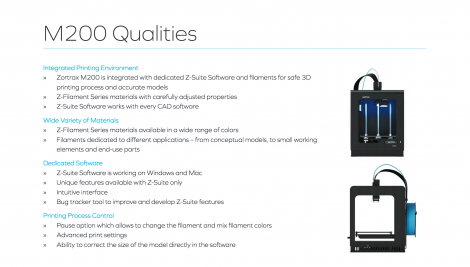 M200 Qualities
Integrated Printing Environment
» Zortrax M200 is integrated with dedicated Z-Suite Software and filaments for safe 3D
printing process and accurate models
» Z-Filament Series materials with carefully adjusted properties
» Z-Suite Software works with every CAD software
Wide Variety of Materials
» Z-Filament Series materials available in a wide range of colors
» Filaments dedicated to different applications – from conceptual models, to small working
elements and end-use parts
Dedicated Software
» Z-Suite Software is working on Windows and Mac
» Unique features available with Z-Suite only
» Intuitive interface
» Bug tracker tool to improve and develop Z-Suite features
Printing Process Control
» Pause option which allows to change the filament and mix filament colors
» Advanced print settings
» Ability to correct the size of the model directly in the software